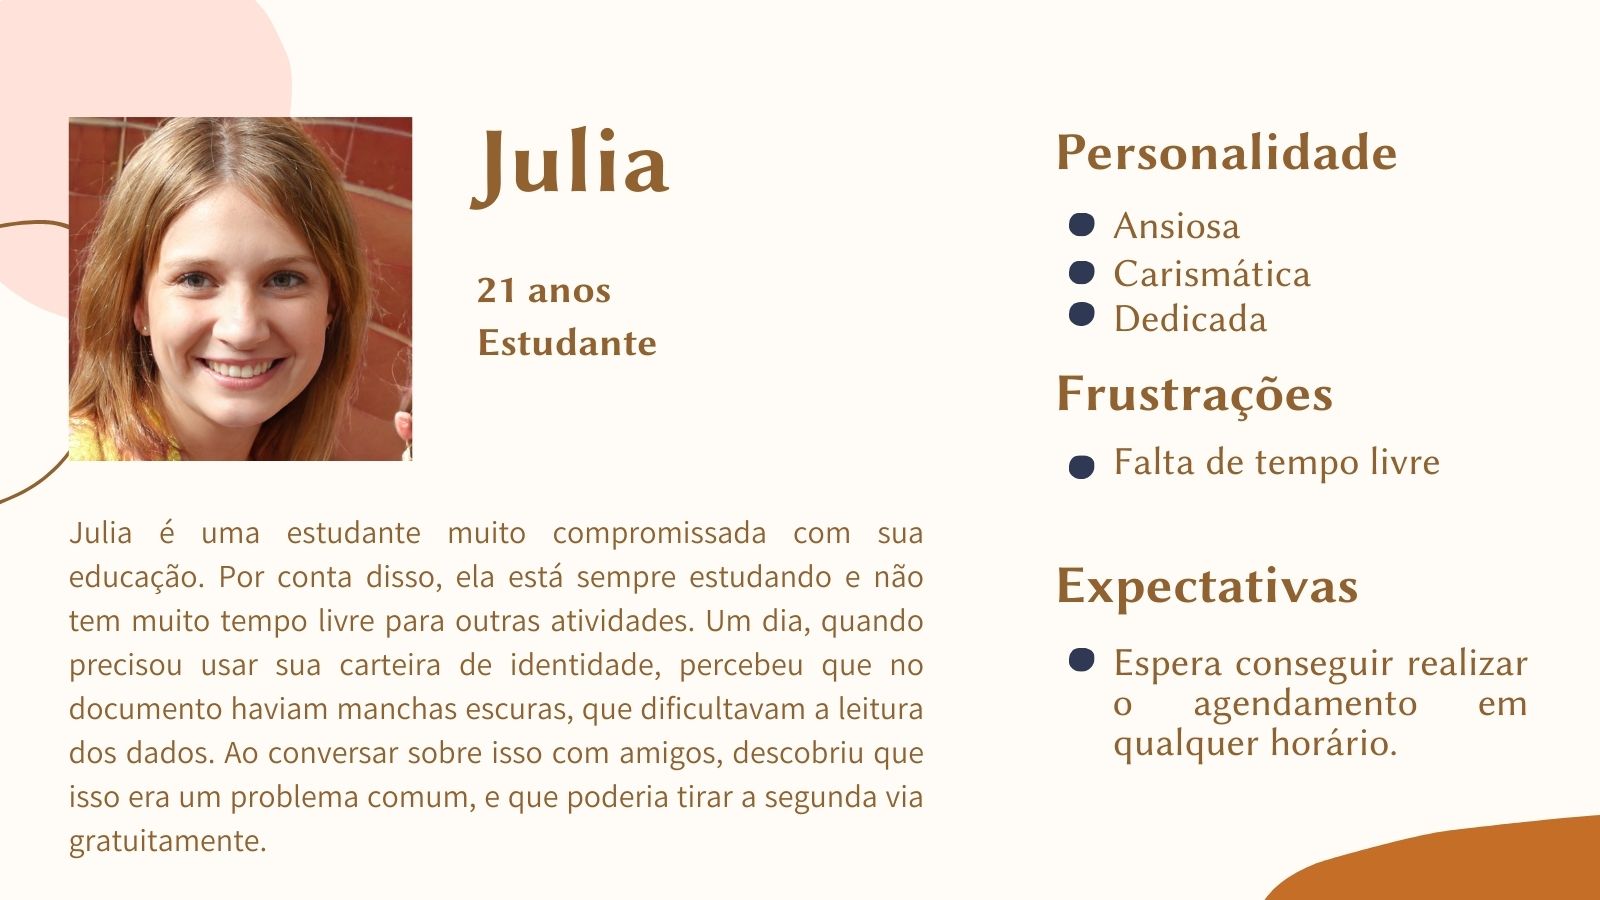 Julia
21 anos
Estudante
Julia é uma estudante muito compromissada com sua
educação. Por conta disso, ela está sempre estudando e não
tem muito tempo livre para outras atividades. Um dia, quando
precisou usar sua carteira de identidade, percebeu que no
documento haviam manchas escuras, que dificultavam a leitura
dos dados. Ao conversar sobre isso com amigos, descobriu que
isso era um problema comum, e que poderia tirar a segunda via
gratuitamente.
Personalidade
Ansiosa
Carismática
Dedicada
Frustrações
Falta de tempo livre
Expectativas
Espera conseguir realizar
o agendamento em
qualquer horário.